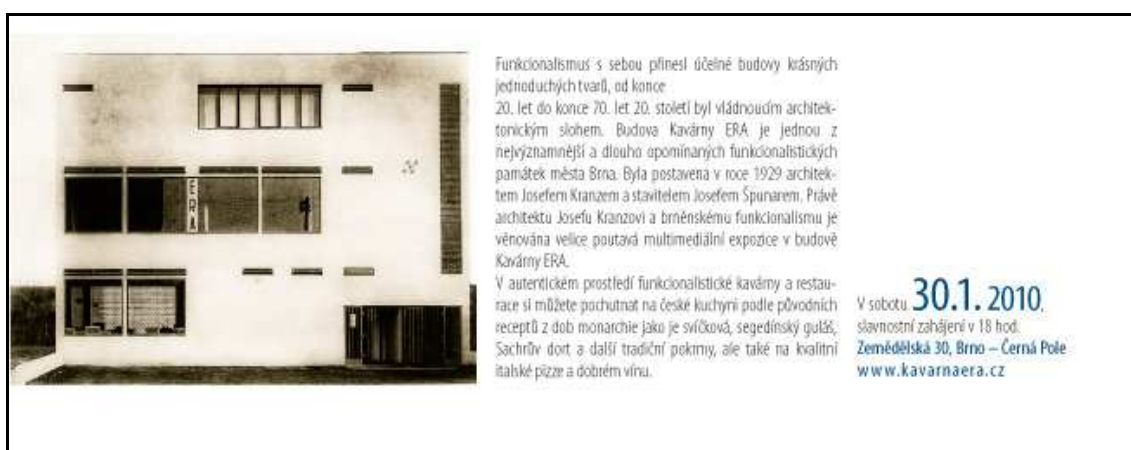 ERA
Funkcionalismus s sebou přinesl účelné budovy krásných
jednoduchých tvarů, od konce
20. let do konce 70. let 20. století byl vládnoucím architek-
tonickým slohem. Budova Kavárny ERA je jednou z
nejvýznamnější a dlouho opomínaných funkcionalistických
památek města Brna. Byla postavena v roce 1929 architek-
tem Josefem Kranzem a stavitelem Josefem Špunarem. Právě
architektu Josefu Kranzovi a brněnskému funkcionalismu je
věnována velice poutavá multimediální expozice v budově
Kavárny ERA.
V autentickém prostředí funkcionalistické kavárny a restau-
race si můžete pochutnat na české kuchyni podle původních
receptů z dob monarchie jako je svíčková, segedínský guláš,
Sachrův dort a další tradiční pokrmy, ale také na kvalitní
italské pizze a dobrém vínu.
V sobotu 30.1. 2010,
slavnostní zahájení v 18 hod.
Zemědělská 30, Brno – Černá Pole
www.kavarnaera.cz